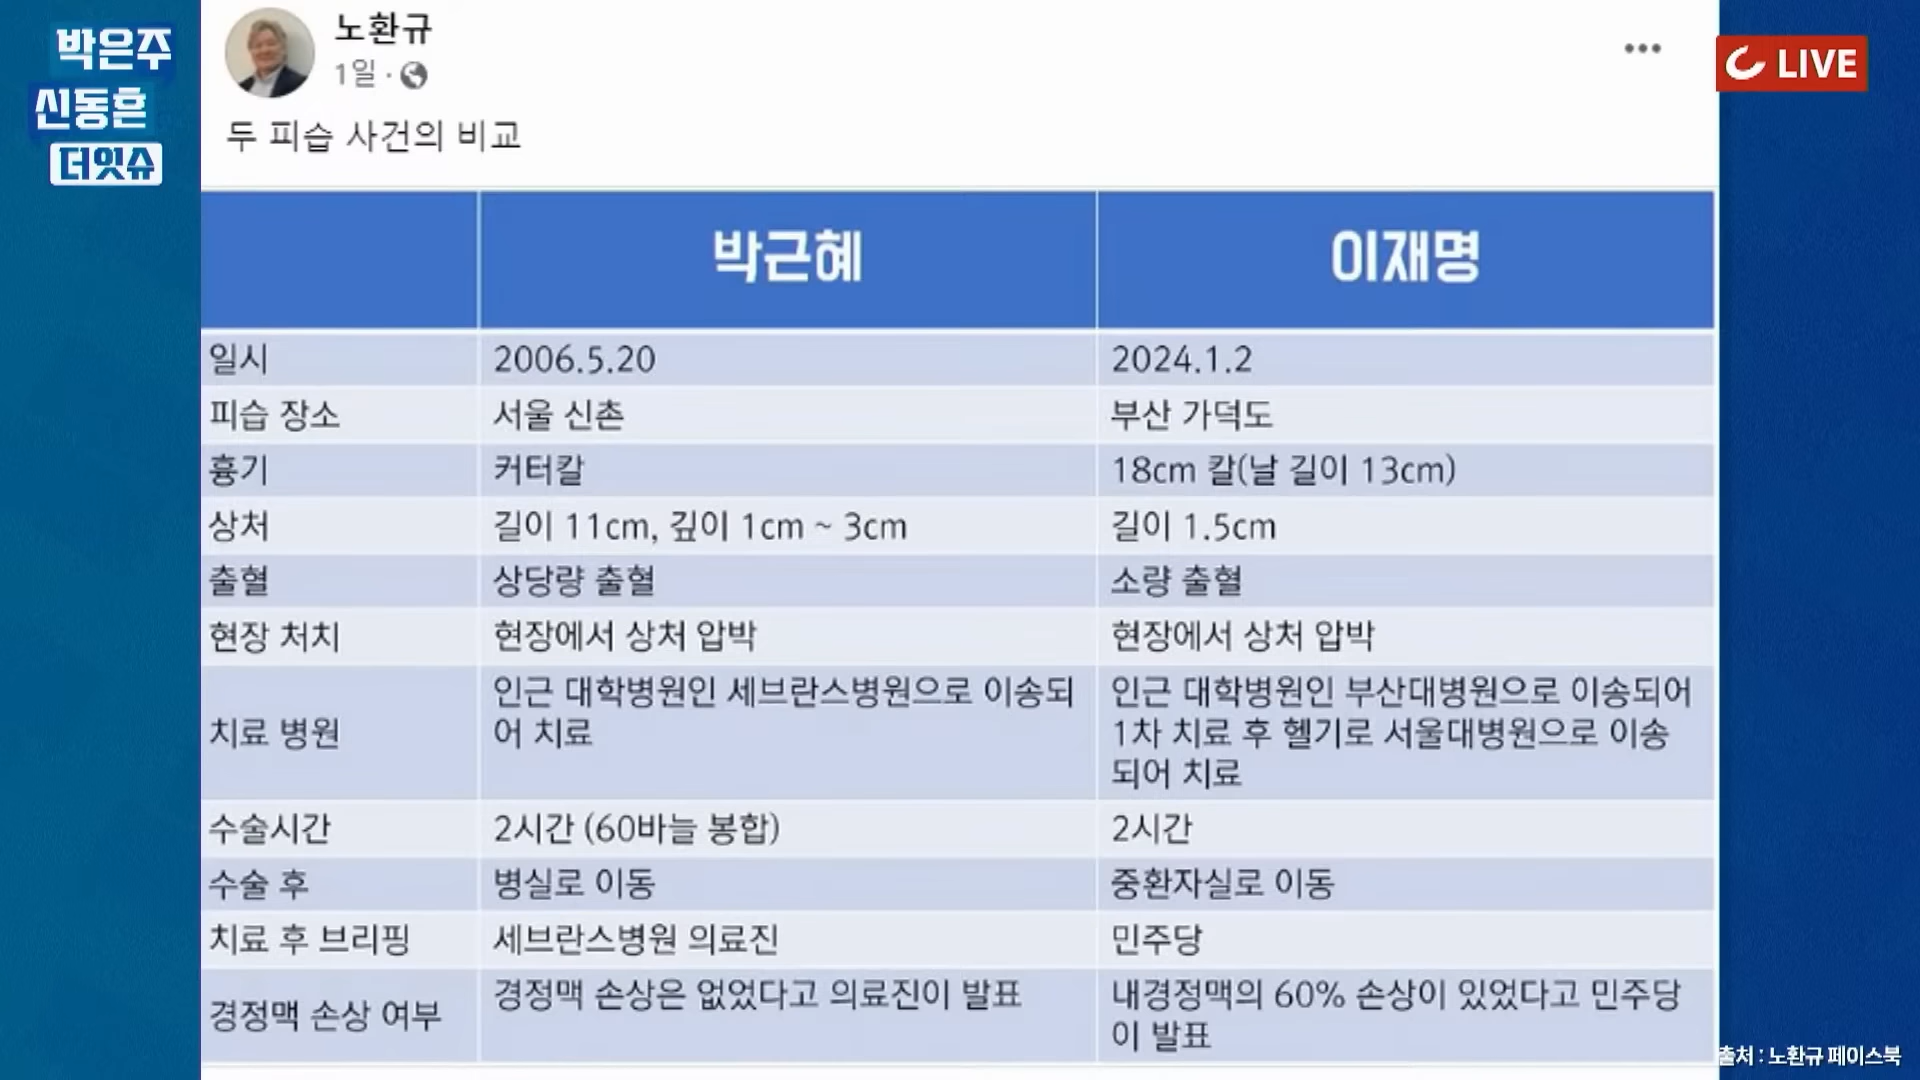 박은주
신동흔
더잇슈
노환규
1일 ·
LIVE
두 피습 사건의 비교
박근혜 이재명
일시 2006.5.20 2024.1.2
피습 장소 서울 신촌 부산 가덕도
흉기 커터칼 18cm 칼(날 길이 13cm)
상처 길이 11cm, 깊이 1cm ~ 3cm 길이 1.5cm
출혈 상당량 출혈 소량 출혈
현장 처치 현장에서 상처 압박 현장에서 상처 압박
치료 병원
인근 대학병원인 세브란스병원으로 이송되
어 치료
인근 대학병원인 부산대병원으로 이송되어
1차 치료 후 헬기로 서울대병원으로 이송
되어 치료
수술시간 2시간 (60바늘 봉합) 2시간
수술 후 병실로 이동 중환자실로 이동
치료 후 브리핑 세브란스병원 의료진 민주당
경정맥 손상 여부
경정맥 손상은 없었다고 의료진이 발표
내경정맥의 60% 손상이 있었다고 민주당
이 발표
출처 : 노환규 페이스북